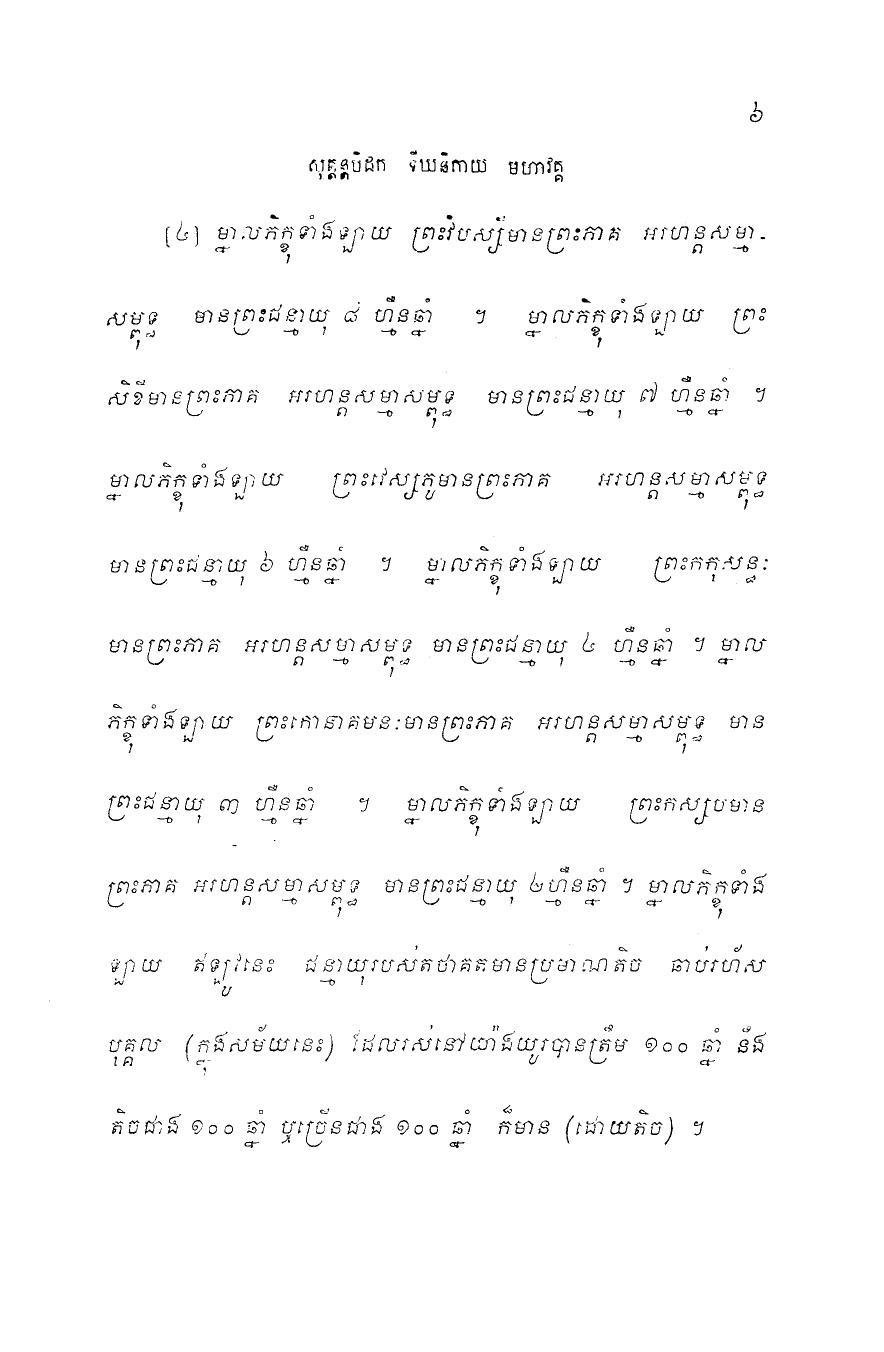 ៦
សុត្តន្តបិដក ទីឃនិកាយ មហាវគ្គ
[៤] ម្នាលភិក្ខុទាំងឡាយ ព្រះវិបស្សីមានព្រះភាគ អរហន្តសម្មា-
សម្ពុទ្ធ មានព្រះជន្មាយុ ៨ ហ្មឺនឆ្នាំ ។ ម្នាលភិក្ខុទាំងឡាយ ព្រះ
សិខីមានព្រះភាគ អរហន្តសម្មាសម្ពុទ្ធ មានព្រះជន្មាយុ ៧ ហ្មឺនឆ្នាំ ។
ម្នាលភិក្ខុទាំងឡាយ ព្រះវេស្សភូមានព្រះភាគ អរហន្តសម្មាសម្ពុទ្ធ
មានព្រះជន្មាយុ ៦ ហ្មឺនឆ្នាំ ។ ម្នាលភិក្ខុទាំងឡាយ ព្រះកកុសន្ធៈ
មានព្រះភាគ អរហន្តសម្មាសម្ពុទ្ធ មានព្រះជន្មាយុ ៤ ហ្មឺនឆ្នាំ ។ ម្នាល
ភិក្ខុទាំងឡាយ ព្រះកោនាគមនៈមានព្រះភាគ អរហន្តសម្មាសម្ពុទ្ធ មាន
ព្រះជន្មាយុ ៣ ហ្មឺនឆ្នាំ ។ ម្នាលភិក្ខុទាំងឡាយ ព្រះកស្សបមាន
ព្រះភាគ អរហន្តសម្មាសម្ពុទ្ធ មានព្រះជន្មាយុ ២ហ្មឺនឆ្នាំ ។ ម្នាលភិក្ខុទាំង
ឡាយ ឥឡូវនេះ ជន្មាយុរបស់តថាគតមានប្រមាណតិច ឆាប់រហ័ស
បុគ្គល (ក្នុងសម័យនេះ) ដែលរស់នៅយ៉ាងយូរបានត្រឹម ១០០ ឆ្នាំ នឹង
តិចជាង ១០០ ឆ្នាំ ឬច្រើនជាង ១០០ ឆ្នាំ ក៏មាន (ដោយតិច) ។